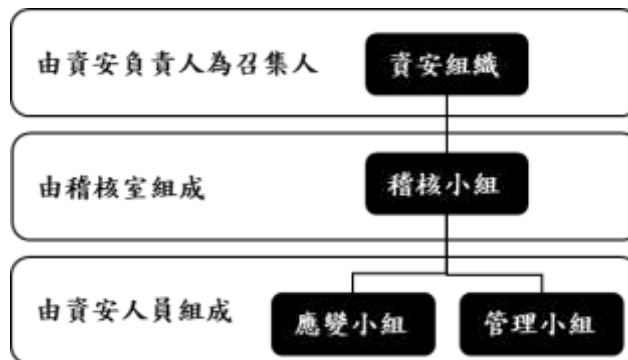 由資安負責人為召集人
資安組織
由稽核室組成
稽核小組
由資安人員組成
應變小組
管理小組